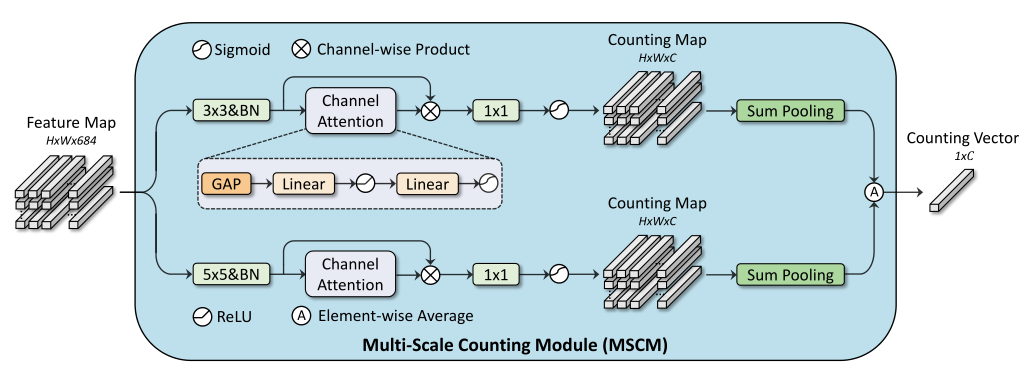 Sigmoid
Channel-wise Product
Counting Map
HxWxC
Feature Map
HxWx684
3x3&BN
Channel
Attention
1x1
Sum Pooling
Counting Vector
1xC
GAP
Linear
Linear
A
Counting Map
HxWxC
5x5&BN
Channel
Attention
1x1
Sum Pooling
ReLU
A
Element-wise Average
Multi-Scale Counting Module (MSCM)